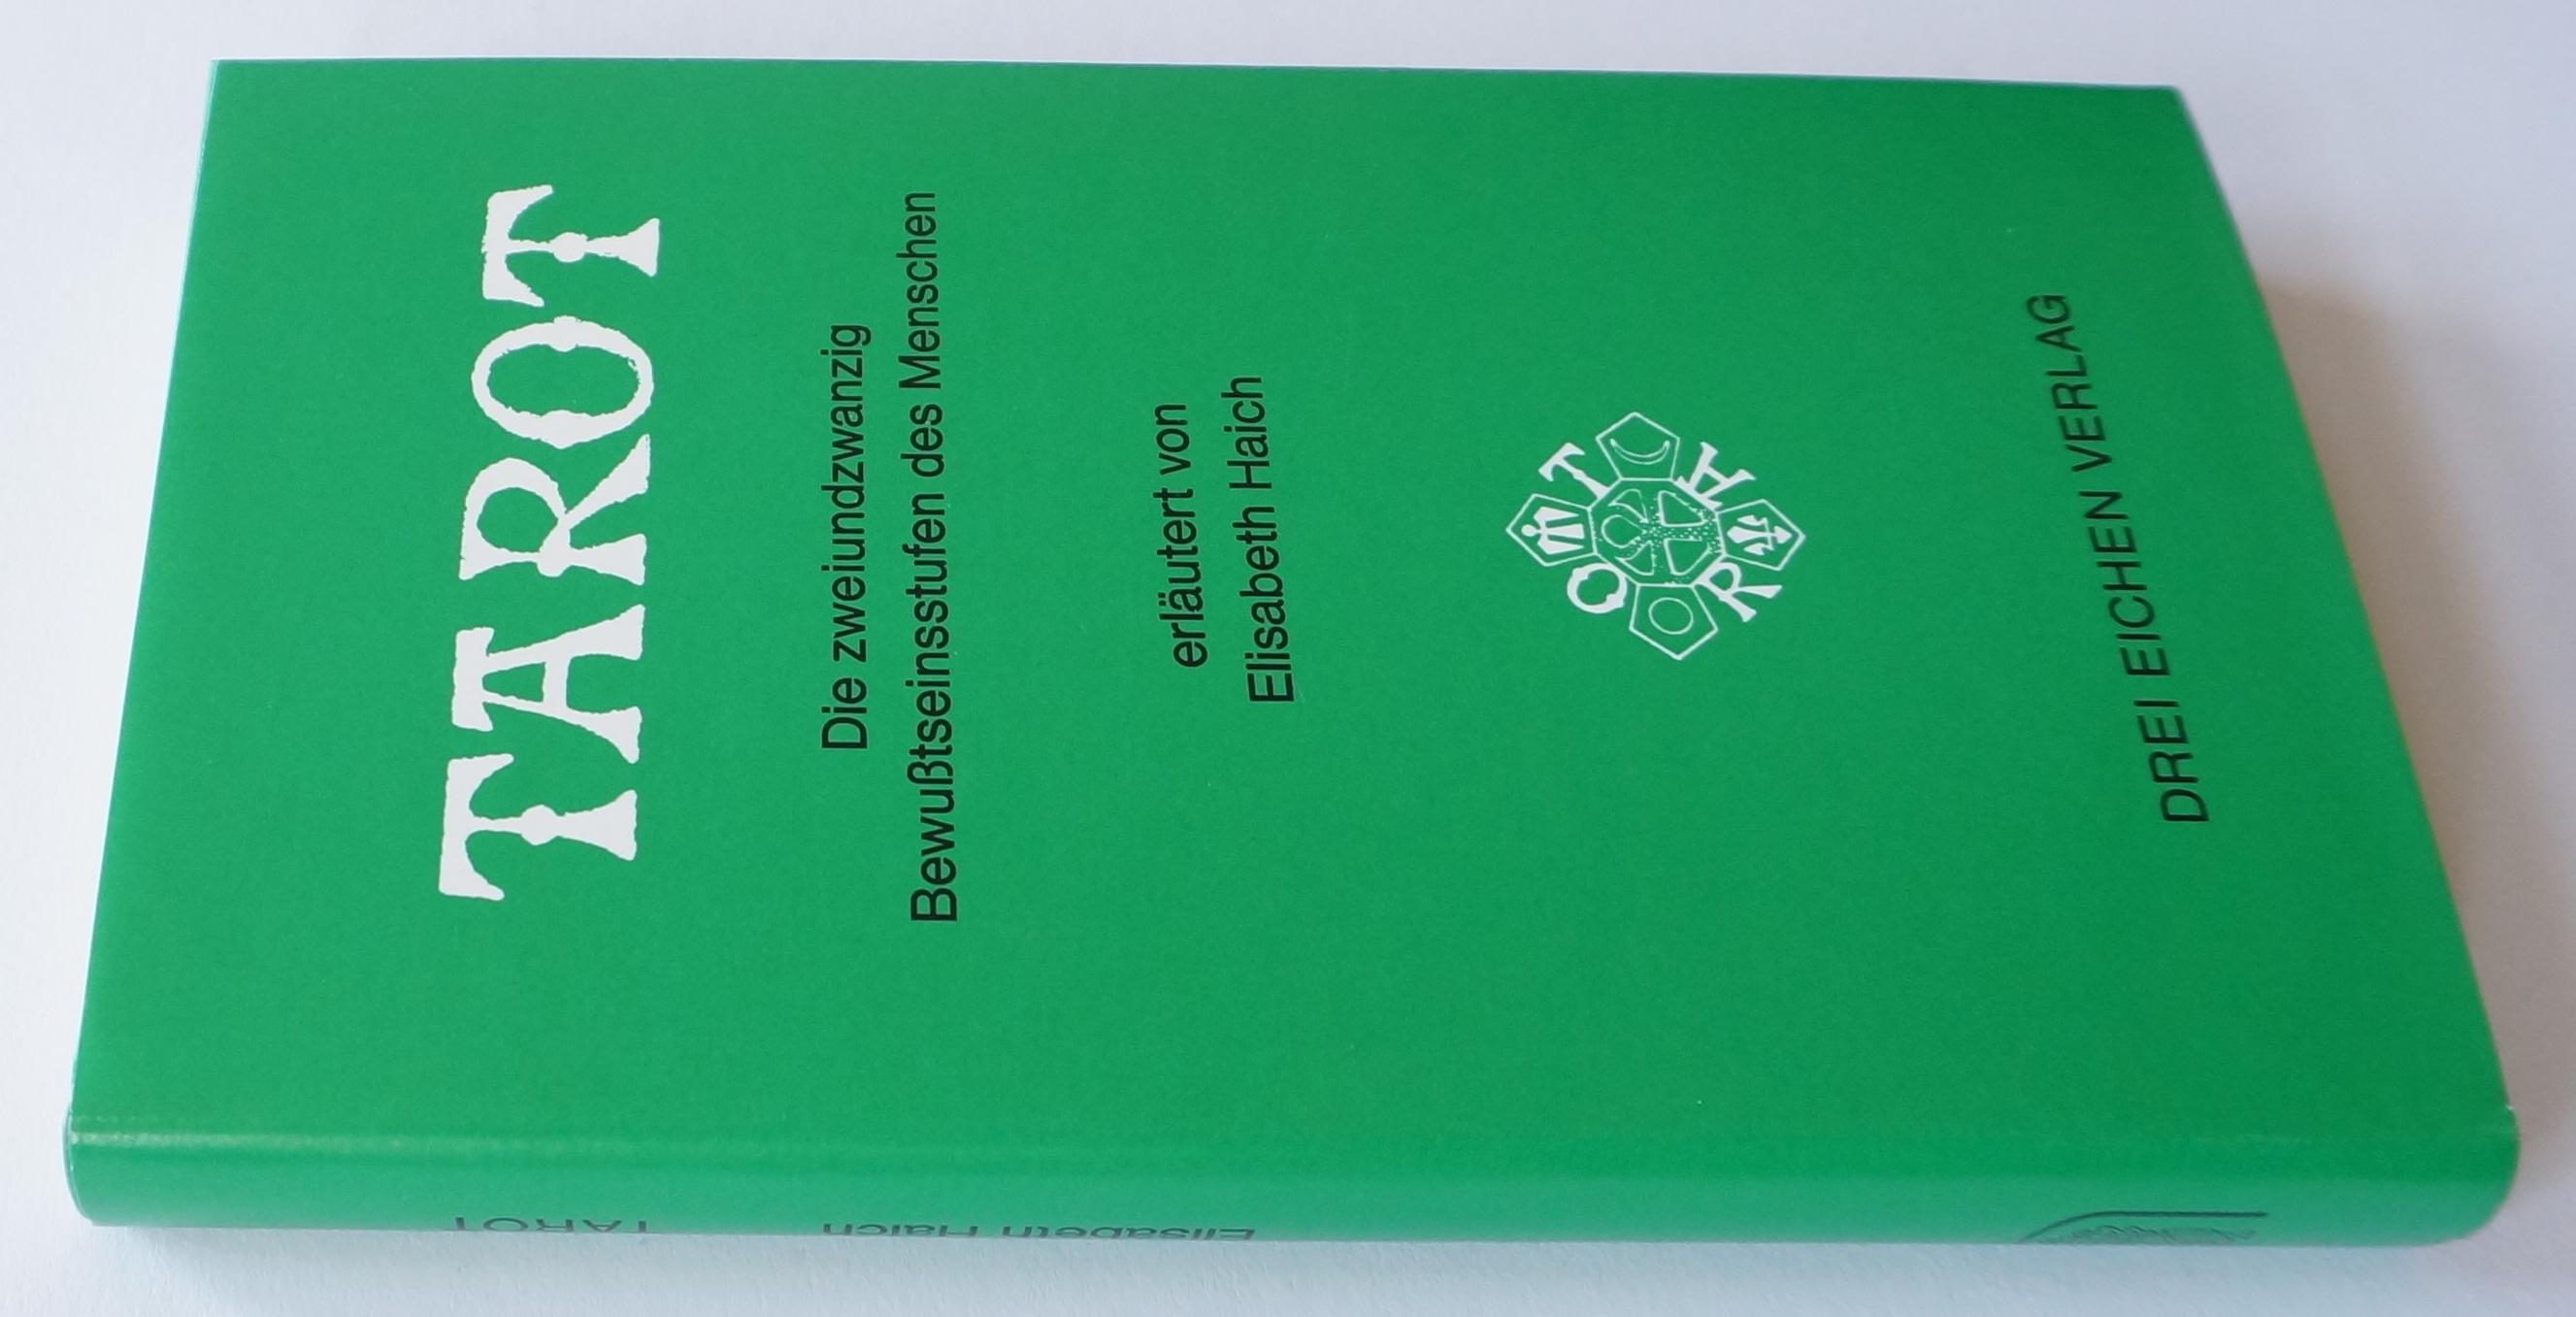 TAROT
Die zweiundzwanzig
Bewußtseinsstufen des Menschen
erläutert von
Elisabeth Haich
T
A
R
O
DREI EICHEN VERLAG
TAROT
Elisabeth Haich